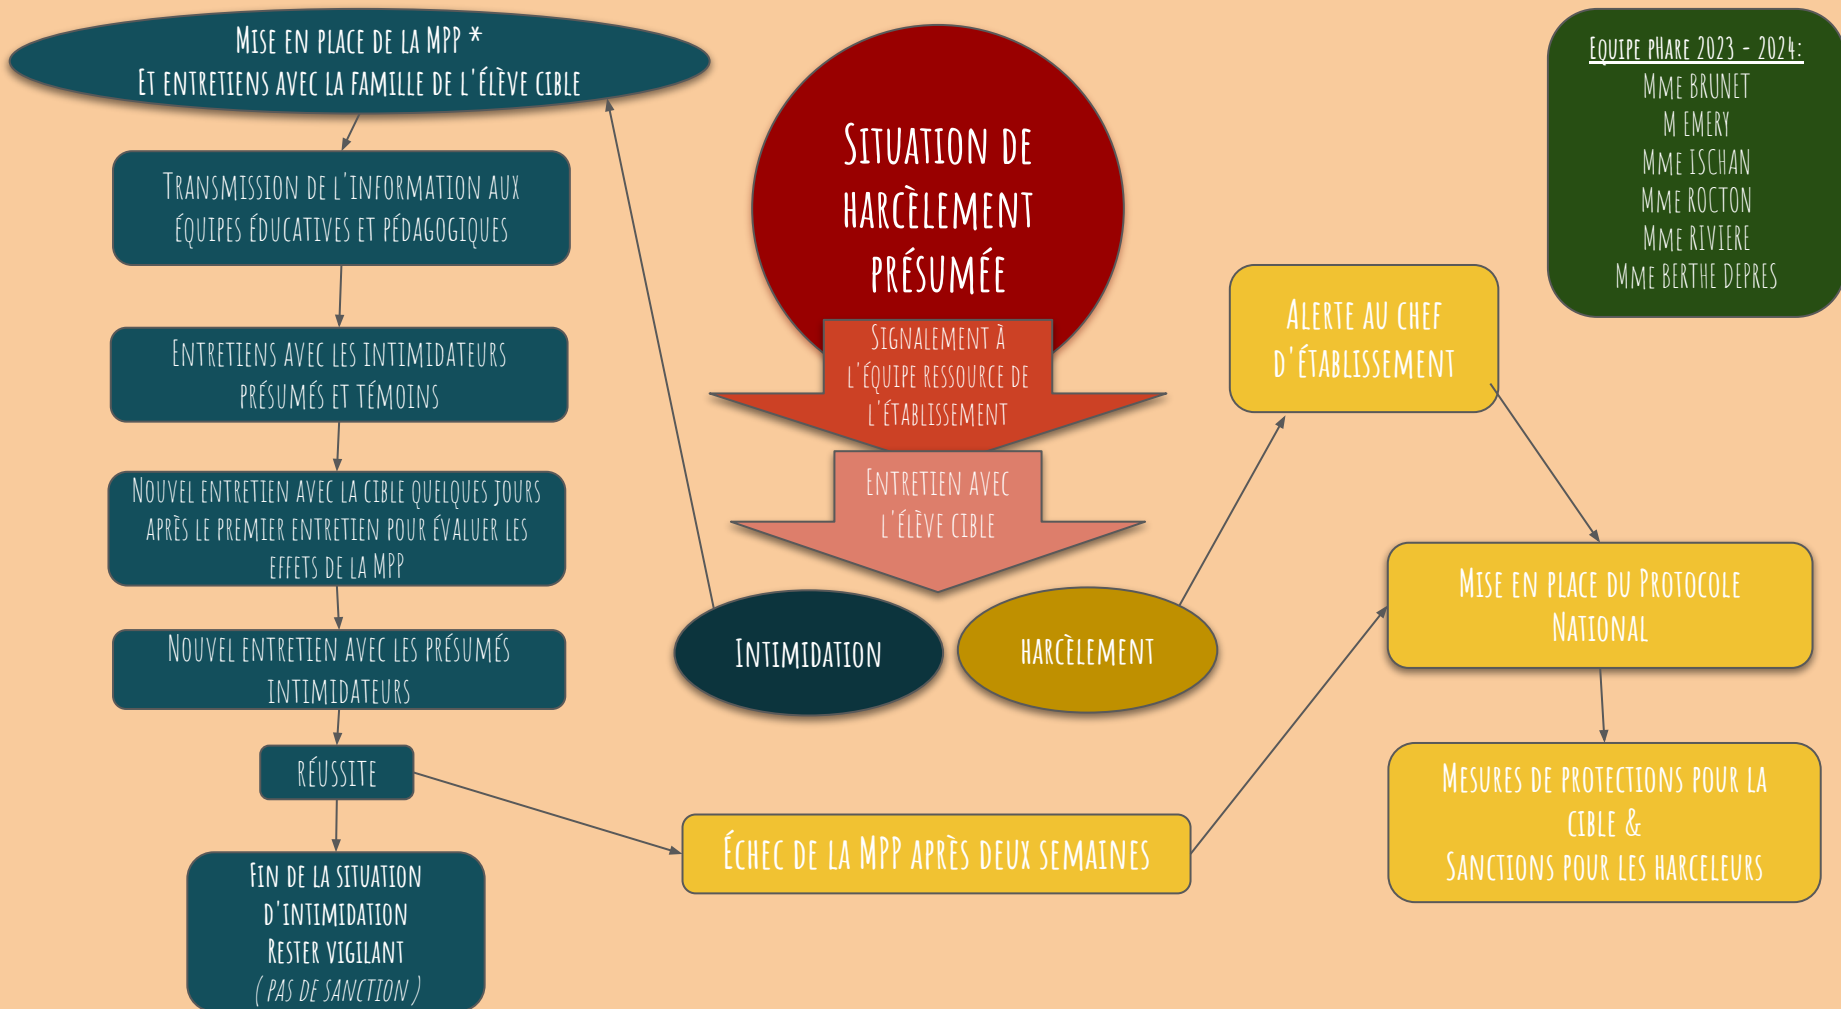 Mise en place de la MPP *
Et entretiens avec la famille de l'élève cible
Transmission de l'information aux
équipes éducatives et pédagogiques
Entretiens avec les intimidateurs
présumés et témoins
Nouvel entretien avec la cible quelques jours
après le premier entretien pour évaluer les
effets de la MPP
Nouvel entretien avec les présumés
intimidateurs
RÉUSSITE
Fin de la situation
d'intimidation
Rester vigilant
( pas de sanction )
Situation de
harcèlement
présumée
Signalement à
l'équipe ressource de
l'établissement
Entretien avec
l'élève cible
Intimidation
harcèlement
Échec de la MPP après deux semaines
Alerte au chef
d'établissement
Mise en place du Protocole
National
Mesures de protections pour la
cible &
Sanctions pour les harceleurs
Equipe pHare 2023 - 2024:
Mme BRUNET
M EMERY
Mme ISCHAN
Mme ROCTON
Mme RIVIERE
Mme BERTHE DEPRES